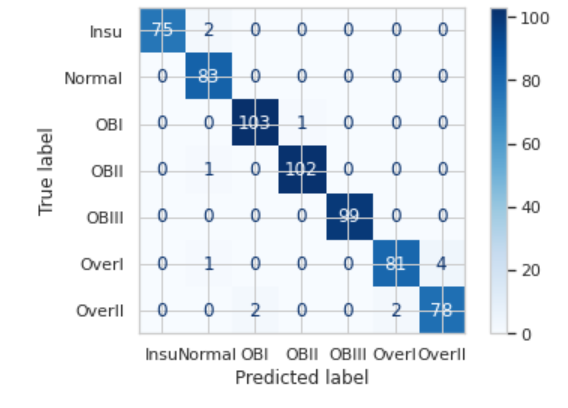 Insu 75 2 0 0 0 0 0
Normal 0 83 0 0 0 0 0
OBI 0 0 103 1 0 0 0
OBII 0 1 0 102 0 0 0
OBIII 0 0 0 0 99 0 0
OverI 0 1 0 0 0 81 4
OverII 0 0 2 0 0 2 78
Insu Normal OBI OBII OBIII OverI OverII
Predicted label
True label
100
80
60
40
20
0